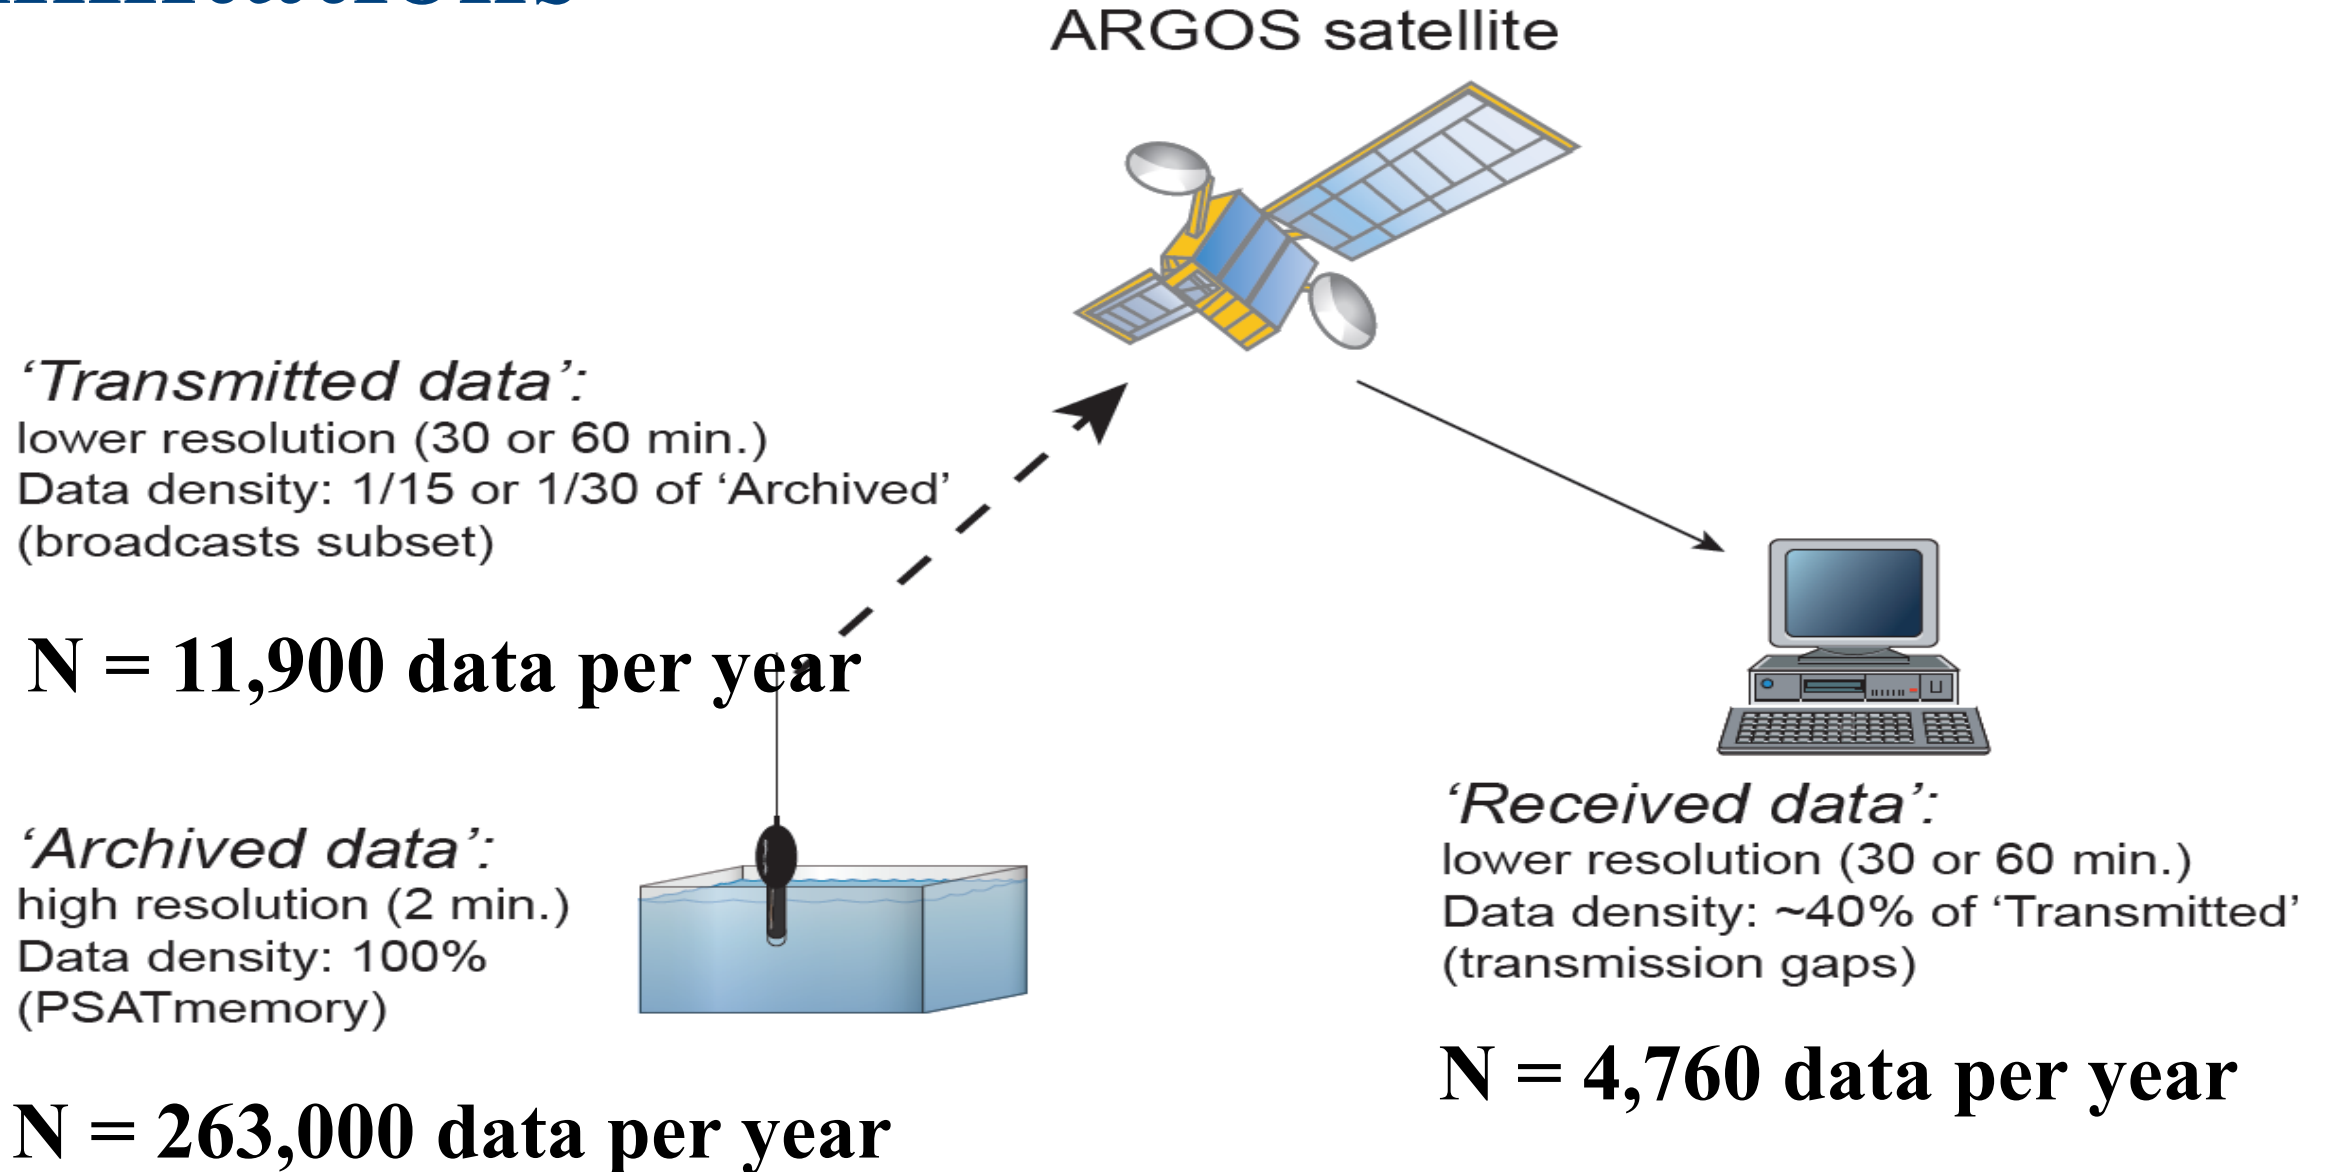 ARGOS satellite
‘Transmitted data’:
lower resolution (30 or 60 min.)
Data density: 1/15 or 1/30 of ‘Archived’
(broadcasts subset)
N = 11,900 data per year
‘Archived data’:
high resolution (2 min.)
Data density: 100%
(PSATmemory)
N = 263,000 data per year
‘Received data’:
lower resolution (30 or 60 min.)
Data density: ~40% of ‘Transmitted’
(transmission gaps)
N = 4,760 data per year